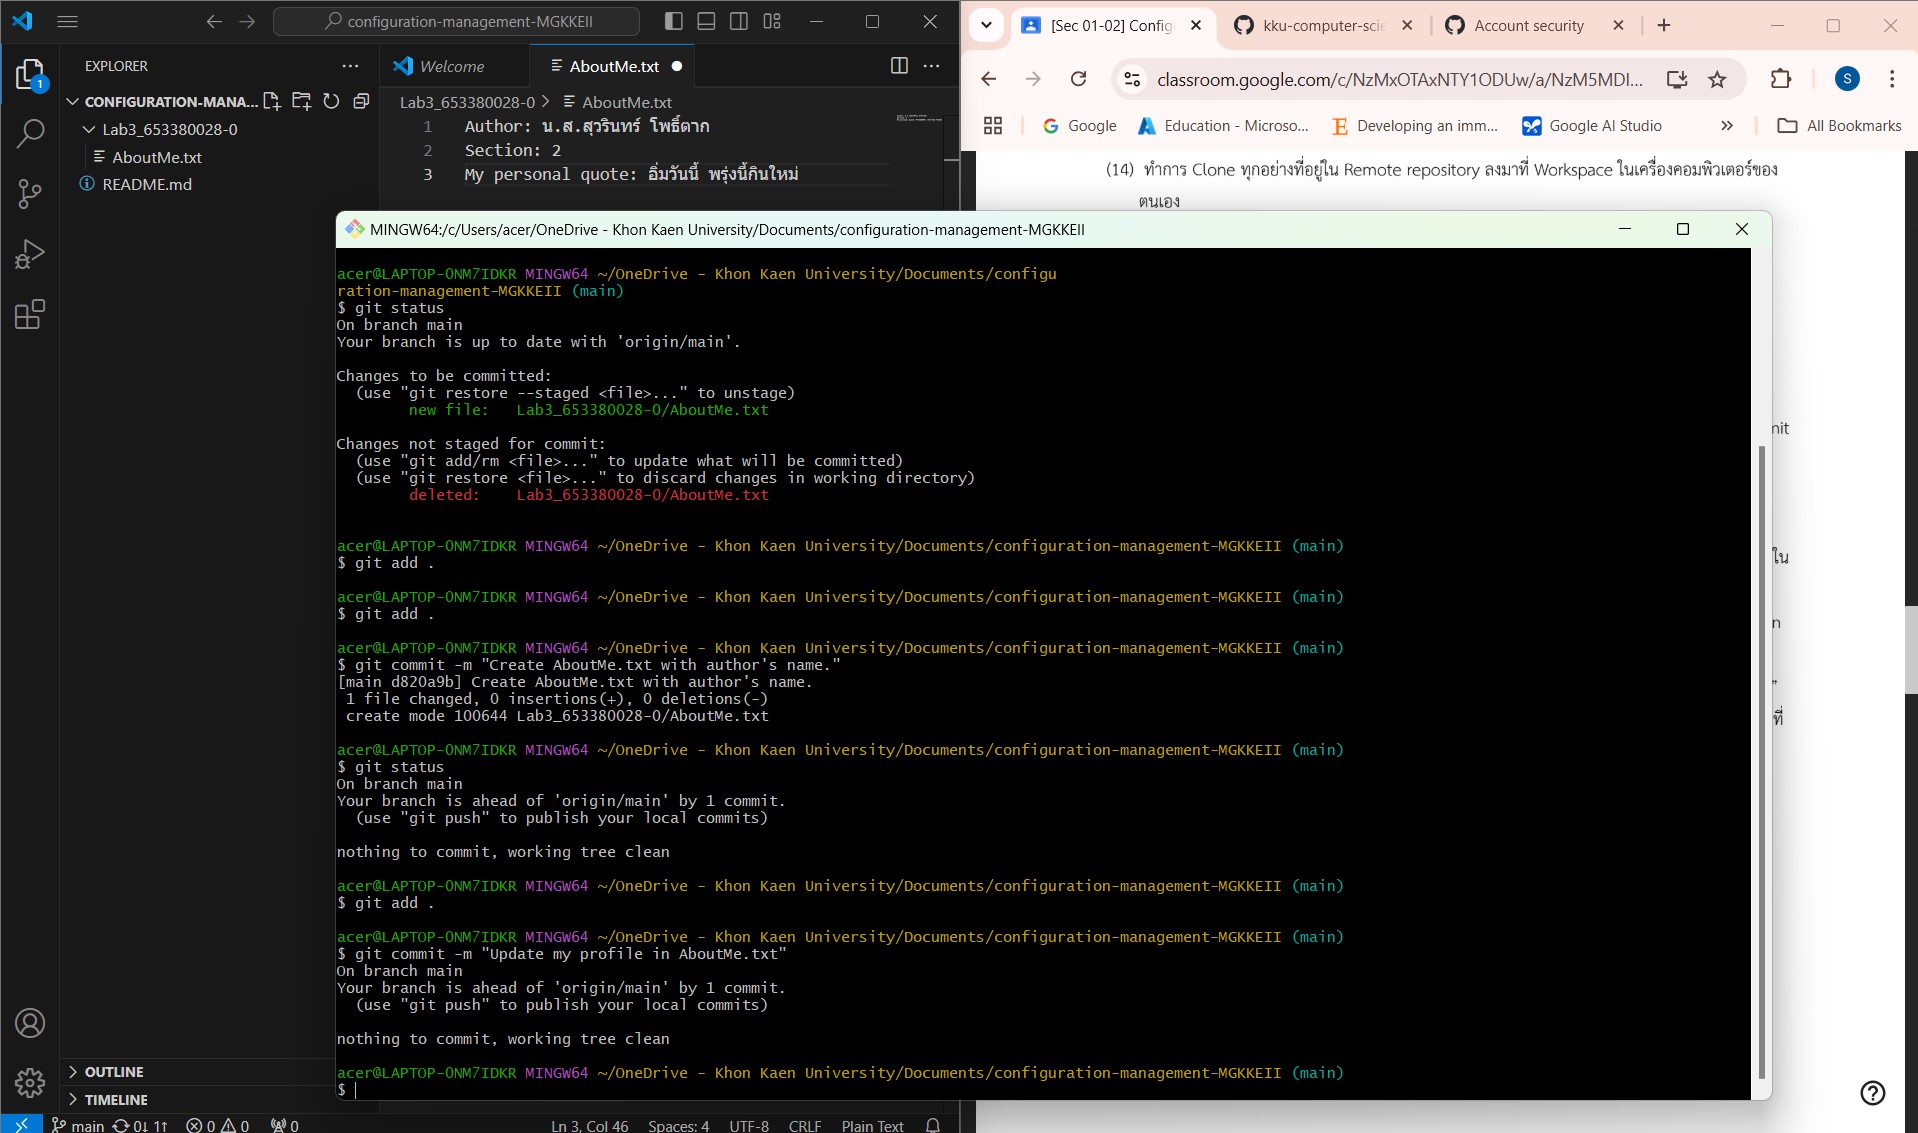 configuration-management-MGKKEII
EXPLORER
1
CONFIGURATION-MANA...
Lab3_653380028-0
AboutMe.txt
README.md
Welcome
AboutMe.txt
Lab3_653380028-0 > AboutMe.txt
1 Author: น.ส.สุวรินทร์ โพธิ์ตาก
2 Section: 2
3 My personal quote: อิ่มวันนี้ พรุ่งนี้กินใหม่
[Sec 01-02] Config
kku-computer-scie
Account security
classroom.google.com/c/NzMxOTAxNTY1ODUw/a/NzM5MDI...
S
Google
Education - Microso...
Developing an imm...
Google AI Studio
All Bookmarks
(14) ทำการ Clone ทุกอย่างที่อยู่ใน Remote repository ลงมาที่ Workspace ในเครื่องคอมพิวเตอร์ของ
ตนเอง
MINGW64:/c/Users/acer/OneDrive - Khon Kaen University/Documents/configuration-management-MGKKEII
acer@LAPTOP-0NM7IDKR MINGW64 ~/OneDrive - Khon Kaen University/Documents/configu
ration-management-MGKKEII (main)
$ git status
On branch main
Your branch is up to date with 'origin/main'.
Changes to be committed:
(use "git restore --staged <file>..." to unstage)
new file: Lab3_653380028-0/AboutMe.txt
Changes not staged for commit:
(use "git add/rm <file>..." to update what will be committed)
(use "git restore <file>..." to discard changes in working directory)
deleted: Lab3_653380028-0/AboutMe.txt
acer@LAPTOP-0NM7IDKR MINGW64 ~/OneDrive - Khon Kaen University/Documents/configuration-management-MGKKEII (main)
$ git add .
acer@LAPTOP-0NM7IDKR MINGW64 ~/OneDrive - Khon Kaen University/Documents/configuration-management-MGKKEII (main)
$ git add .
acer@LAPTOP-0NM7IDKR MINGW64 ~/OneDrive - Khon Kaen University/Documents/configuration-management-MGKKEII (main)
$ git commit -m "Create AboutMe.txt with author's name."
[main d820a9b] Create AboutMe.txt with author's name.
1 file changed, 0 insertions(+), 0 deletions(-)
create mode 100644 Lab3_653380028-0/AboutMe.txt
acer@LAPTOP-0NM7IDKR MINGW64 ~/OneDrive - Khon Kaen University/Documents/configuration-management-MGKKEII (main)
$ git status
On branch main
Your branch is ahead of 'origin/main' by 1 commit.
(use "git push" to publish your local commits)
nothing to commit, working tree clean
acer@LAPTOP-0NM7IDKR MINGW64 ~/OneDrive - Khon Kaen University/Documents/configuration-management-MGKKEII (main)
$ git add .
acer@LAPTOP-0NM7IDKR MINGW64 ~/OneDrive - Khon Kaen University/Documents/configuration-management-MGKKEII (main)
$ git commit -m "Update my profile in AboutMe.txt"
On branch main
Your branch is ahead of 'origin/main' by 1 commit.
(use "git push" to publish your local commits)
nothing to commit, working tree clean
acer@LAPTOP-0NM7IDKR MINGW64 ~/OneDrive - Khon Kaen University/Documents/configuration-management-MGKKEII (main)
$
OUTLINE
TIMELINE
main 0↓ 1↑ 0 0 0
Ln 3, Col 46 Spaces: 4 UTF-8 CRLF Plain Text